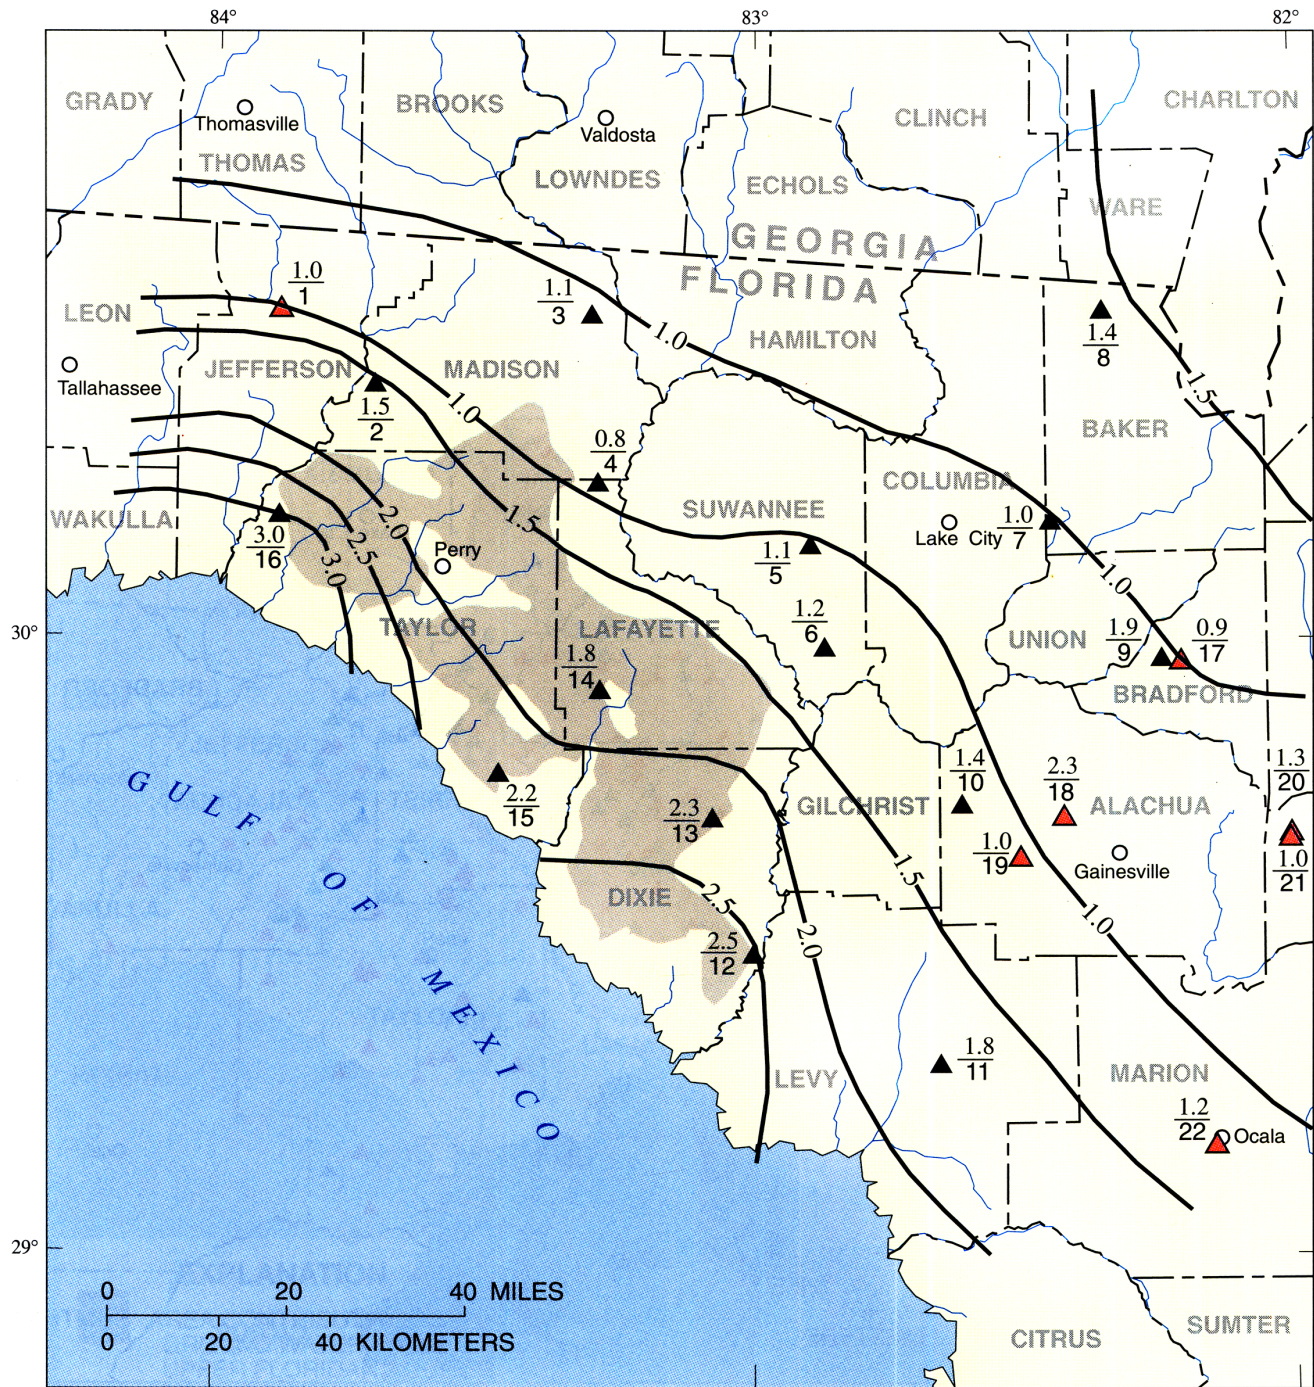 84°
83°
82°
GRADY
Thomasville
THOMAS
BROOKS
Valdosta
LOWNDES
ECHOLS
CLINCH
CHARLTON
WARE
GEORGIA
FLORIDA
1.0
1
1.1
3
1.0
1.4
8
LEON
HAMILTON
Tallahassee
JEFFERSON
MADISON
1.5
2
1.0
1.5
BAKER
0.8
4
COLUMBIA
WAKULLA
3.0
16
3.0
2.5
2.0
Perry
1.5
SUWANNEE
1.1
5
Lake City
1.0
7
1.0
30°
TAYLOR
LAFAYETTE
1.2
6
UNION
1.9
9
0.9
17
BRADFORD
1.8
14
GULF OF MEXICO
2.2
15
2.3
13
GILCHRIST
1.4
10
2.3
18
ALACHUA
1.3
20
1.0
19
Gainesville
1.0
21
1.5
DIXIE
2.5
2.0
1.0
2.5
12
LEVY
1.8
11
MARION
1.2
22
Ocala
29°
0 20 40 MILES
0 20 40 KILOMETERS
CITRUS
SUMTER